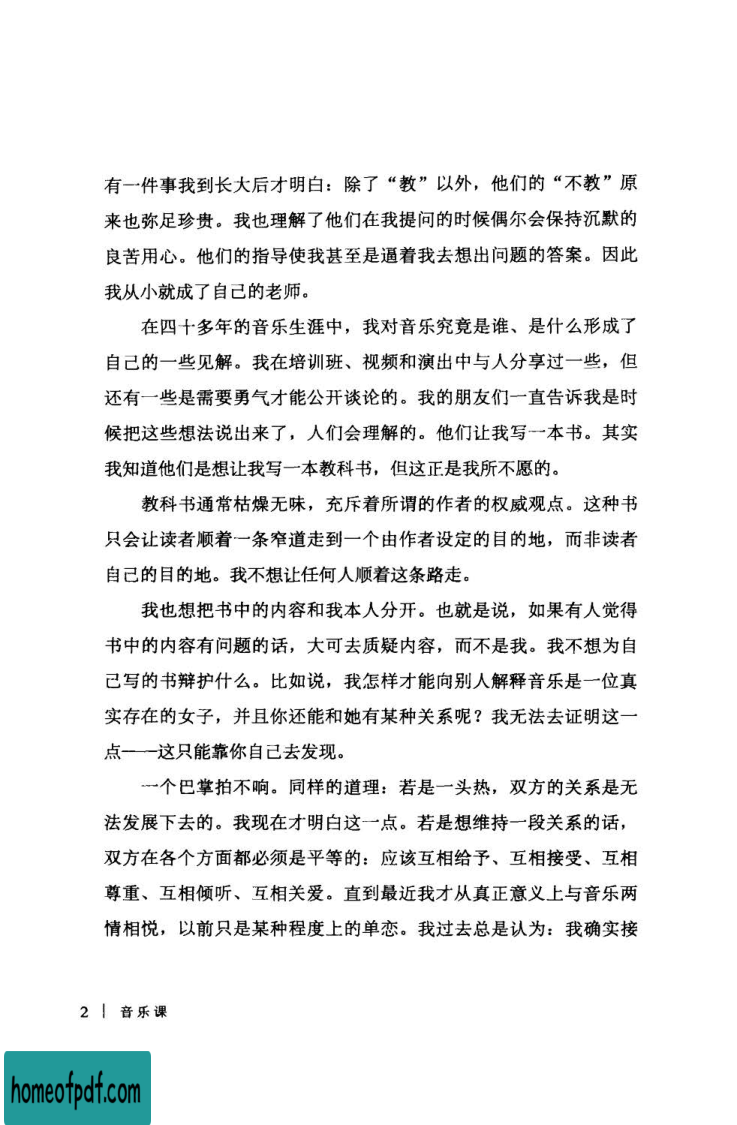 有一件事我到长大后才明白：除了“教”以外，他们的“不教”原
来也弥足珍贵。我也理解了他们在我提问的时候偶尔会保持沉默的
良苦用心。他们的指导使我甚至是逼着我去想出问题的答案。因此
我从小就成了自己的老师。
在四十多年的音乐生涯中，我对音乐究竟是谁、是什么形成了
自己的一些见解。我在培训班、视频和演出中与人分享过一些，但
还有一些是需要勇气才能公开谈论的。我的朋友们一直告诉我是时
候把这些想法说出来了，人们会理解的。他们让我写一本书。其实
我知道他们是想让我写一本教科书，但这正是我所不愿的。
教科书通常枯燥无味，充斥着所谓的作者的权威观点。这种书
只会让读者顺着一条窄道走到一个由作者设定的目的地，而非读者
自己的目的地。我不想让任何人顺着这条路走。
我也想把书中的内容和我本人分开。也就是说，如果有人觉得
书中的内容有问题的话，大可去质疑内容，而不是我。我不想为自
己写的书辩护什么。比如说，我怎样才能向别人解释音乐是一位真
实存在的女子，并且你还能和她有某种关系呢？我无法去证明这一
点——这只能靠你自己去发现。
一个巴掌拍不响。同样的道理：若是一头热，双方的关系是无
法发展下去的。我现在才明白这一点。若是想维持一段关系的话，
双方在各个方面都必须是平等的：应该互相给予、互相接受、互相
尊重、互相倾听、互相关爱。直到最近我才从真正意义上与音乐两
情相悦，以前只是某种程度上的单恋。我过去总是认为：我确实接
2 | 音乐课
homeofpdf.com